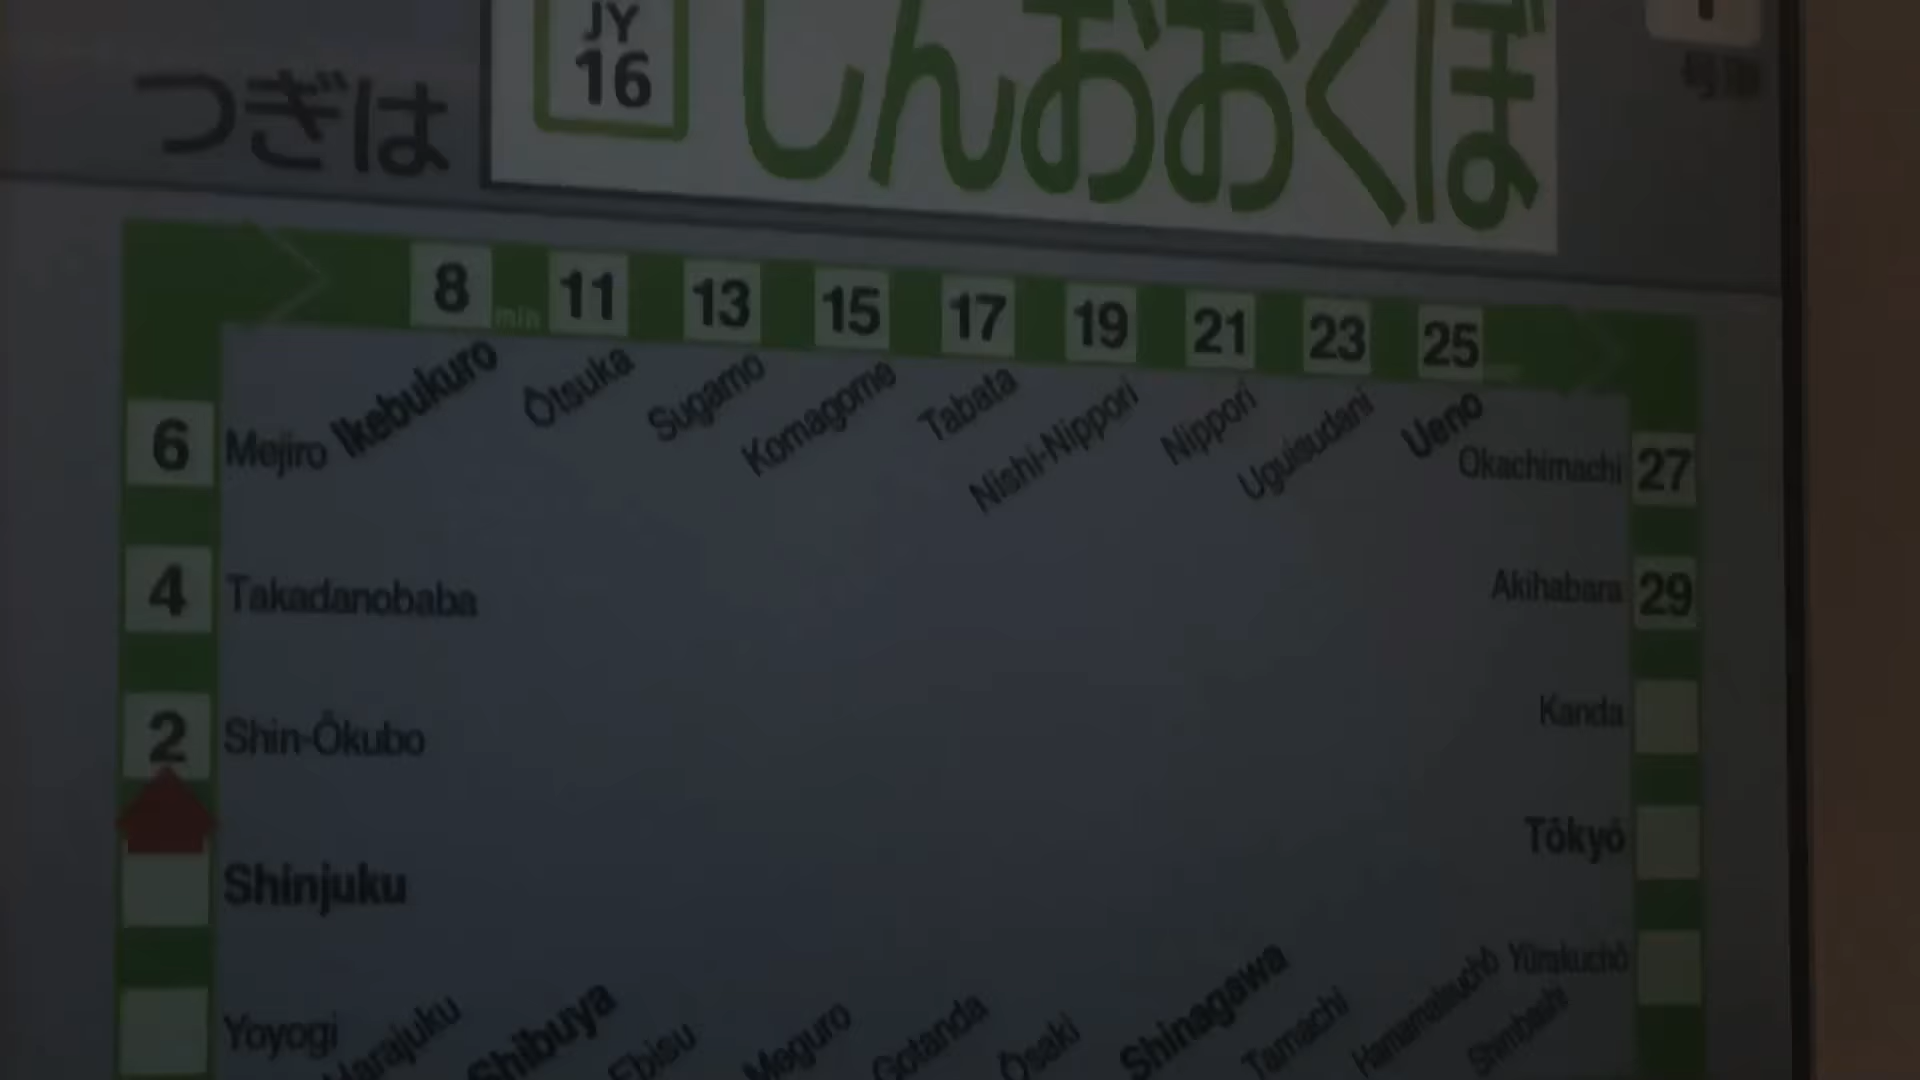 JY
16
つぎは
しんおおくぼ
8 min 11 13 15 17 19 21 23 25
Ikebukuro
Ōtsuka
Sugamo
Komagome
Tabata
Nishi-Nippori
Nippori
Uguisudani
Ueno
6 Mejiro
Okachimachi 27
4 Takadanobaba
Akihabara 29
2 Shin-Ōkubo
Kanda
Tōkyō
Shinjuku
Yūrakuchō
Yoyogi
Harajuku
Shibuya
Ebisu
Meguro
Gotanda
Ōsaki
Shinagawa
Tamachi
Hamamatsuchō
Shimbashi